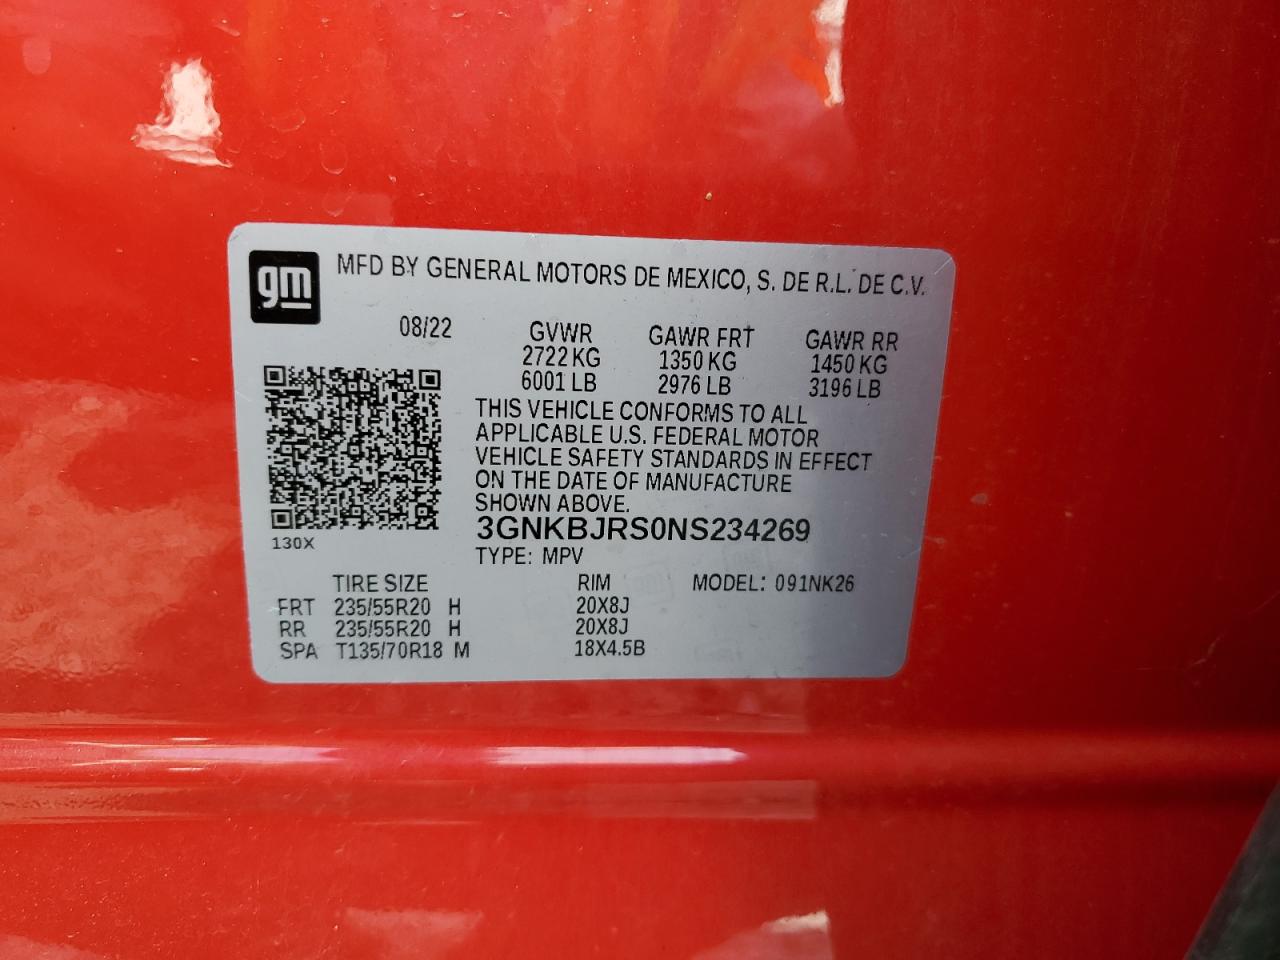 gm MFD BY GENERAL MOTORS DE MEXICO, S. DE R.L. DE C.V.
08/22 GVWR GAWR FRT GAWR RR
2722 KG 1350 KG 1450 KG
6001 LB 2976 LB 3196 LB
THIS VEHICLE CONFORMS TO ALL
APPLICABLE U.S. FEDERAL MOTOR
VEHICLE SAFETY STANDARDS IN EFFECT
ON THE DATE OF MANUFACTURE
SHOWN ABOVE.
3GNKBJRS0NS234269
130X
TYPE: MPV
TIRE SIZE RIM MODEL: 091NK26
FRT 235/55R20 H 20X8J
RR 235/55R20 H 20X8J
SPA T135/70R18 M 18X4.5B